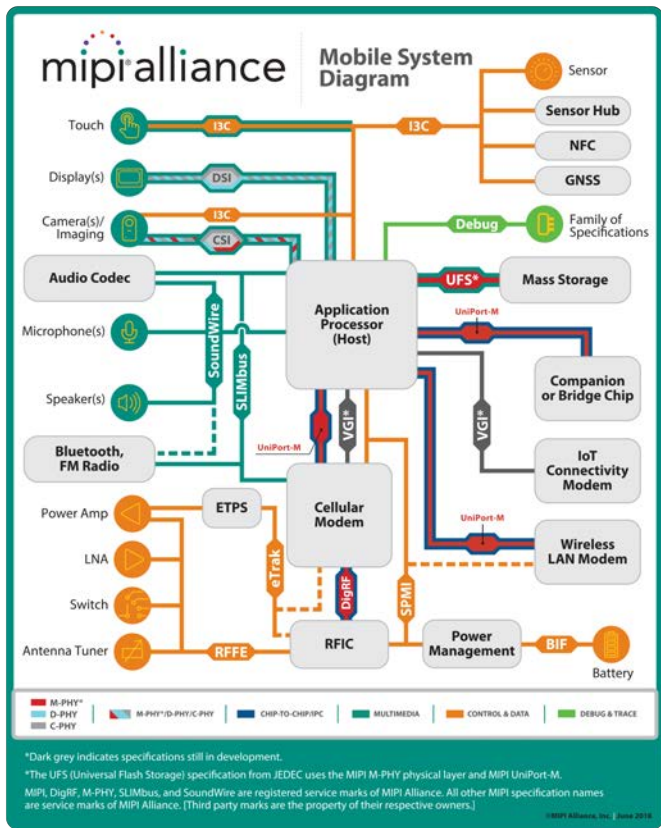 mipi alliance
Mobile System
Diagram
Sensor
Touch
I3C
I3C
Sensor Hub
NFC
Display(s)
DSI
GNSS
Camera(s)/
Imaging
I3C
CSI
Debug
Family of
Specifications
Audio Codec
Application
Processor
(Host)
UFS*
Mass Storage
UniPort-M
Microphone(s)
SoundWire
SLIMbus
Companion
or Bridge Chip
Speaker(s)
VGI*
VGI*
UniPort-M
Bluetooth,
FM Radio
IoT
Connectivity
Modem
Cellular
Modem
Power Amp
ETPS
UniPort-M
Wireless
LAN Modem
LNA
eTrak
DigRF
SPMI
Switch
Antenna Tuner
RFFE
RFIC
Power
Management
BIF
Battery
M-PHY*
D-PHY
C-PHY
M-PHY*/D-PHY/C-PHY
CHIP-TO-CHIP/IPC
MULTIMEDIA
CONTROL & DATA
DEBUG & TRACE
*Dark grey indicates specifications still in development.
*The UFS (Universal Flash Storage) specification from JEDEC uses the MIPI M-PHY physical layer and MIPI UniPort-M.
MIPI, DigRF, M-PHY, SLIMbus, and SoundWire are registered service marks of MIPI Alliance. All other MIPI specification names
are service marks of MIPI Alliance. [Third party marks are the property of their respective owners.]
©MIPI Alliance, Inc. | June 2018